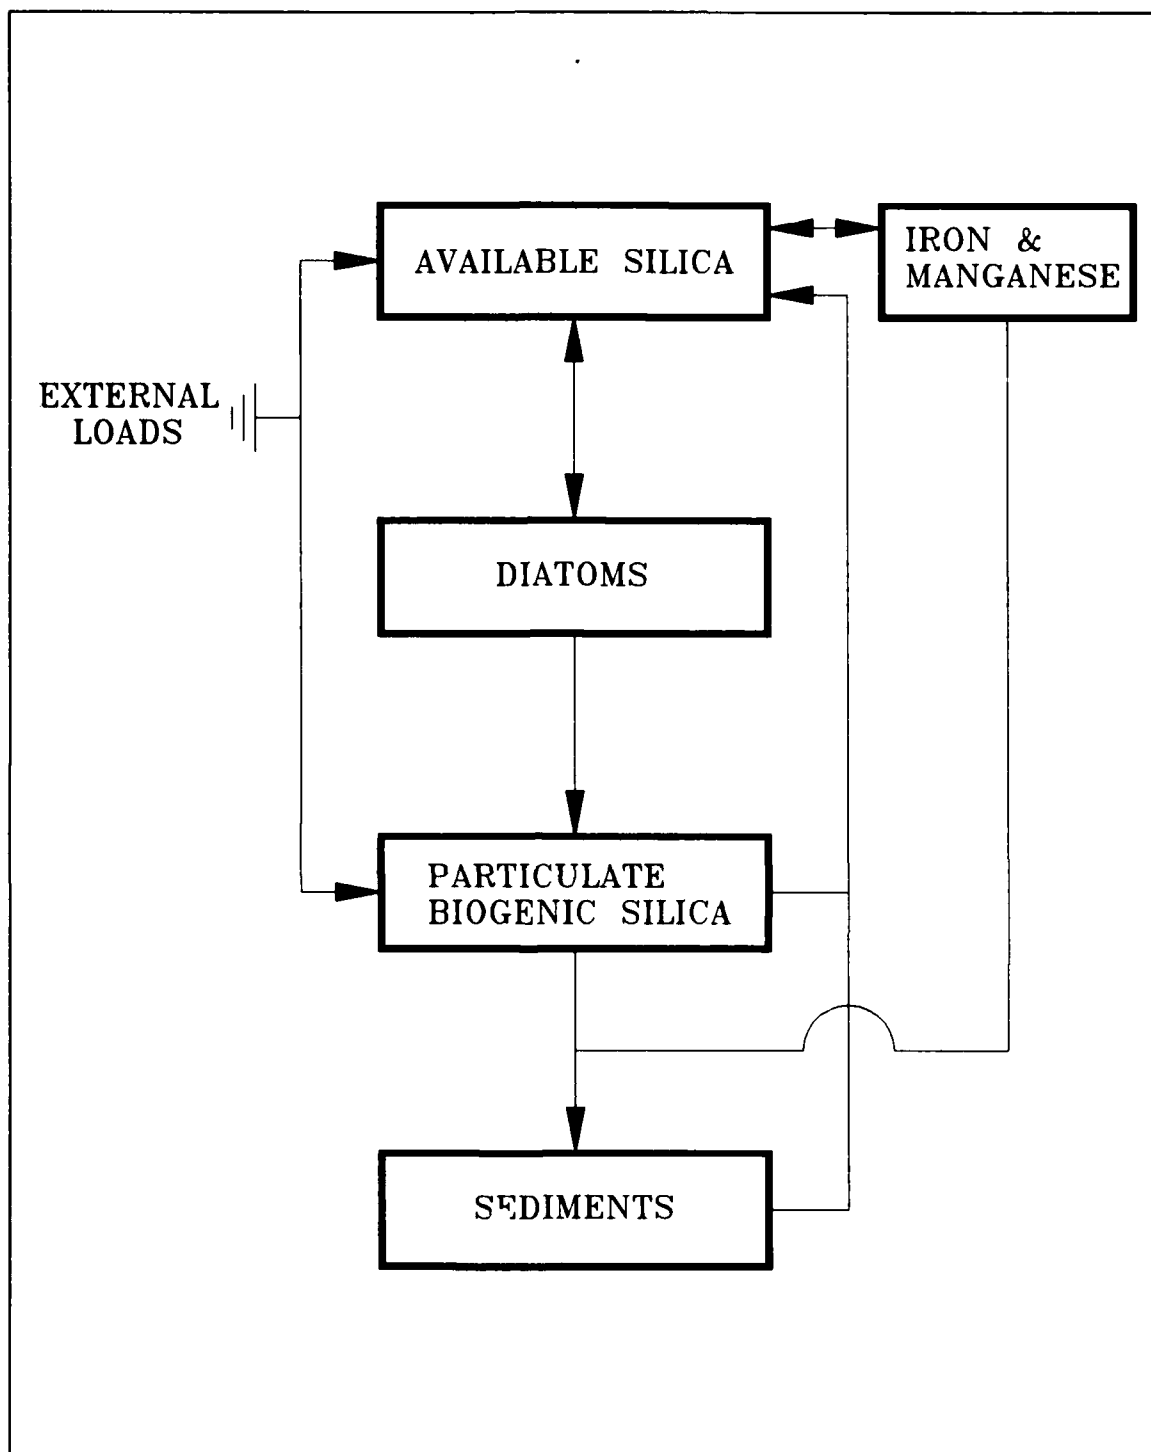 AVAILABLE SILICA
IRON &
MANGANESE
EXTERNAL
LOADS
DIATOMS
PARTICULATE
BIOGENIC SILICA
SEDIMENTS